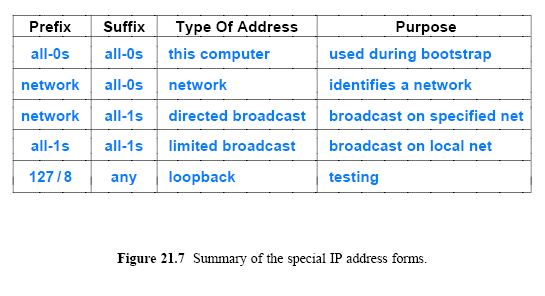 Prefix Suffix Type Of Address Purpose
all-0s all-0s this computer used during bootstrap
network all-0s network identifies a network
network all-1s directed broadcast broadcast on specified net
all-1s all-1s limited broadcast broadcast on local net
127 / 8 any loopback testing
Figure 21.7 Summary of the special IP address forms.